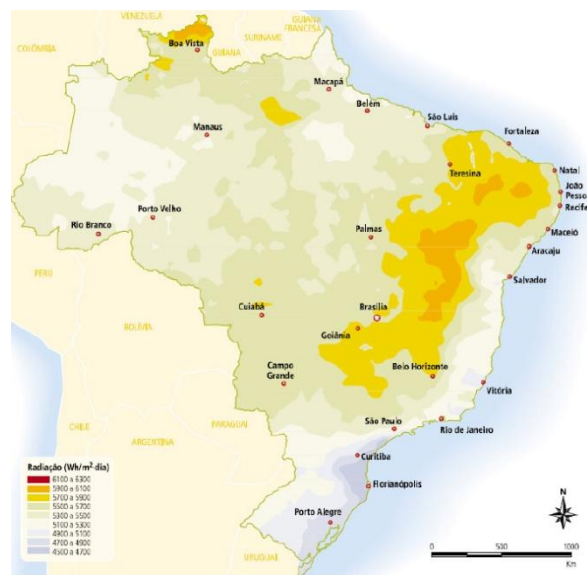 VENEZUELA
SURINAME
GUIANA
FRANCESA
COLÔMBIA
Boa Vista
GUIANA
Macapá
Belém
São Luís
Manaus
Fortaleza
Teresina
Natal
João
Pesso
Recife
Porto Velho
Rio Branco
Palmas
Maceió
Aracaju
PERU
Salvador
Cuiabá
Brasília
BOLÍVIA
Goiânia
Campo
Grande
Belo Horizonte
Vitória
CHILE
PARAGUAI
São Paulo
Rio de Janeiro
ARGENTINA
Curitiba
Radiação (Wh/m².dia)
6100 a 6300
5900 a 6100
5700 a 5900
5500 a 5700
5300 a 5500
5100 a 5300
4900 a 5100
4700 a 4900
4500 a 4700
Florianópolis
Porto Alegre
N
URUGUAI
0 500 1000
Km